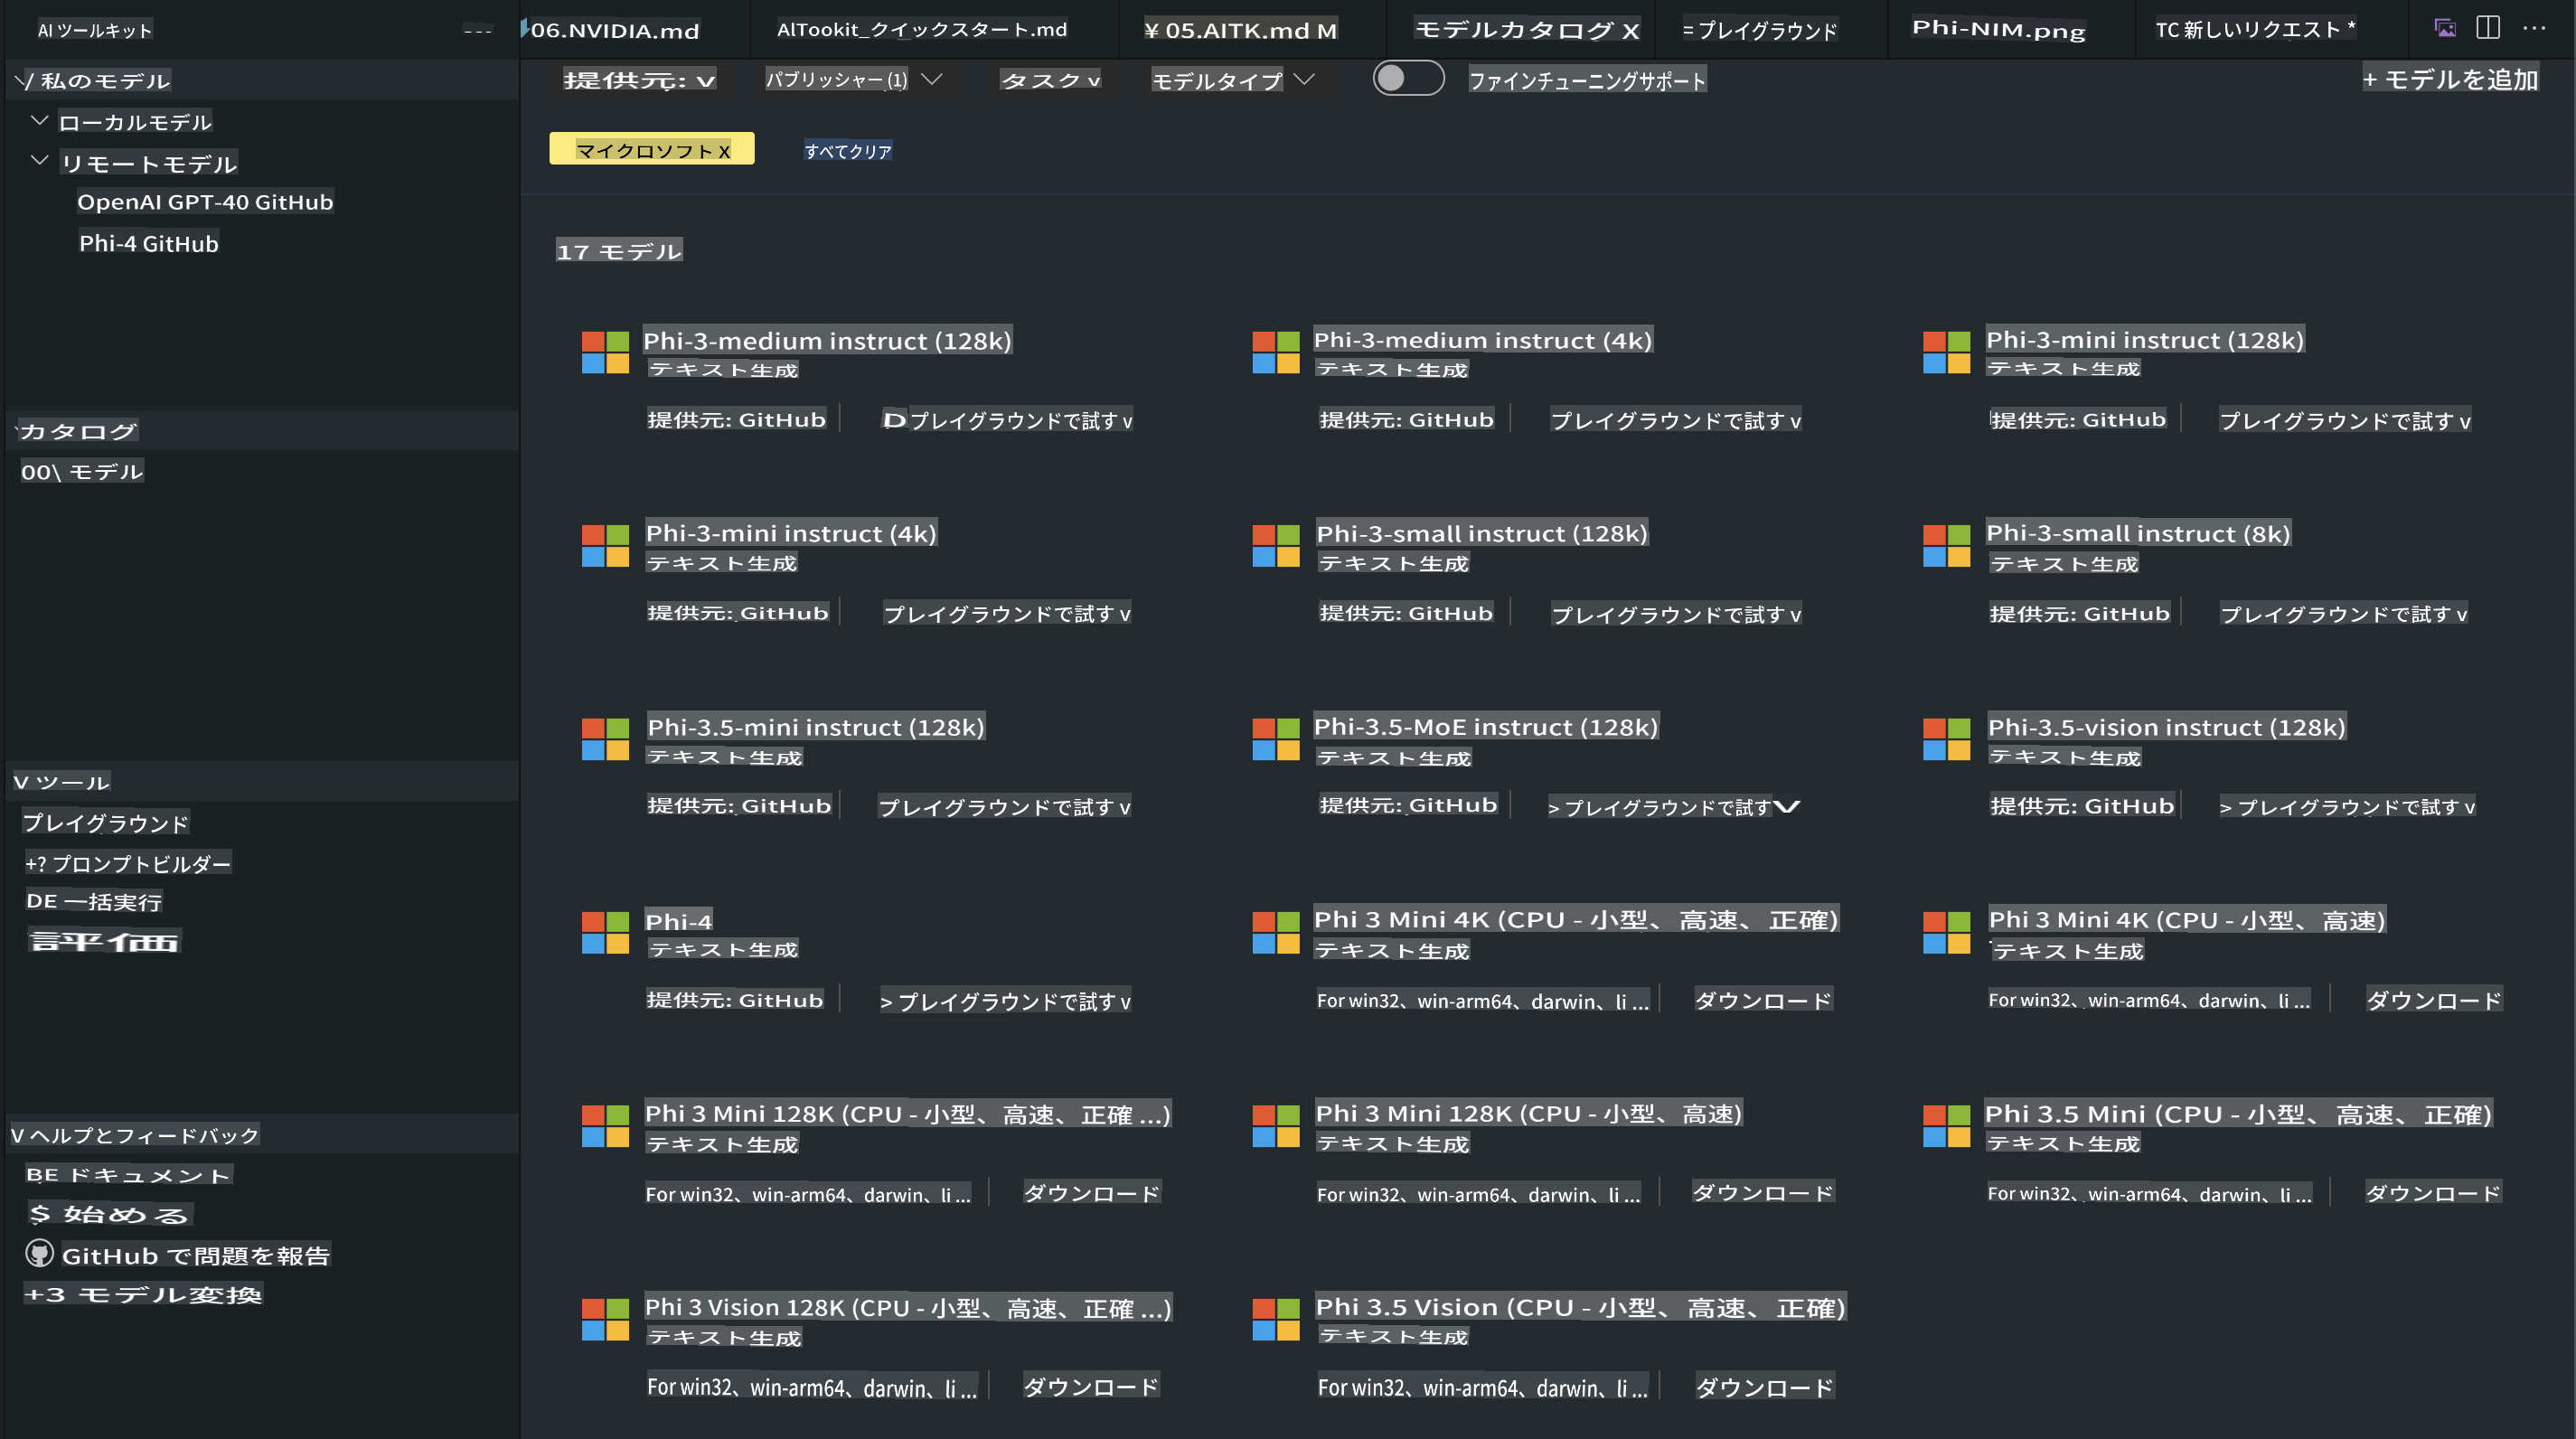 AI ツールキット
06.NVIDIA.md
AlTookit_クイックスタート.md
¥ 05.AITK.md M
モデルカタログ X
= プレイグラウンド
Phi-NIM.png
TC 新しいリクエスト *
提供元: v
パブリッシャー (1)
タスク v
モデルタイプ
ファインチューニングサポート
+ モデルを追加
マイクロソフト X
すべてクリア
\/ 私のモデル
ローカルモデル
リモートモデル
OpenAI GPT-40 GitHub
Phi-4 GitHub
カタログ
00\ モデル
V ツール
プレイグラウンド
+? プロンプトビルダー
DE 一括実行
評価
V ヘルプとフィードバック
BE ドキュメント
$ 始める
GitHub で問題を報告
+3 モデル変換
17 モデル
Phi-3-medium instruct (128k)
テキスト生成
提供元: GitHub
D プレイグラウンドで試す v
Phi-3-medium instruct (4k)
テキスト生成
提供元: GitHub
プレイグラウンドで試す v
Phi-3-mini instruct (128k)
テキスト生成
提供元: GitHub
プレイグラウンドで試す v
Phi-3-mini instruct (4k)
テキスト生成
提供元: GitHub
プレイグラウンドで試す v
Phi-3-small instruct (128k)
テキスト生成
提供元: GitHub
プレイグラウンドで試す v
Phi-3-small instruct (8k)
テキスト生成
提供元: GitHub
プレイグラウンドで試す v
Phi-3.5-mini instruct (128k)
テキスト生成
提供元: GitHub
プレイグラウンドで試す v
Phi-3.5-MoE instruct (128k)
テキスト生成
提供元: GitHub
> プレイグラウンドで試す V
Phi-3.5-vision instruct (128k)
テキスト生成
提供元: GitHub
> プレイグラウンドで試す v
Phi-4
テキスト生成
提供元: GitHub
> プレイグラウンドで試す v
Phi 3 Mini 4K (CPU - 小型、高速、正確)
テキスト生成
For win32、win-arm64、darwin、li ...
ダウンロード
Phi 3 Mini 4K (CPU - 小型、高速)
テキスト生成
For win32、win-arm64、darwin、li ...
ダウンロード
Phi 3 Mini 128K (CPU - 小型、高速、正確 ...)
テキスト生成
For win32、win-arm64、darwin、li ...
ダウンロード
Phi 3 Mini 128K (CPU - 小型、高速)
テキスト生成
For win32、win-arm64、darwin、li ...
ダウンロード
Phi 3.5 Mini (CPU - 小型、高速、正確)
テキスト生成
For win32、win-arm64、darwin、li ...
ダウンロード
Phi 3 Vision 128K (CPU - 小型、高速、正確 ...)
テキスト生成
For win32、win-arm64、darwin、li ...
ダウンロード
Phi 3.5 Vision (CPU - 小型、高速、正確)
テキスト生成
For win32、win-arm64、darwin、li ...
ダウンロード